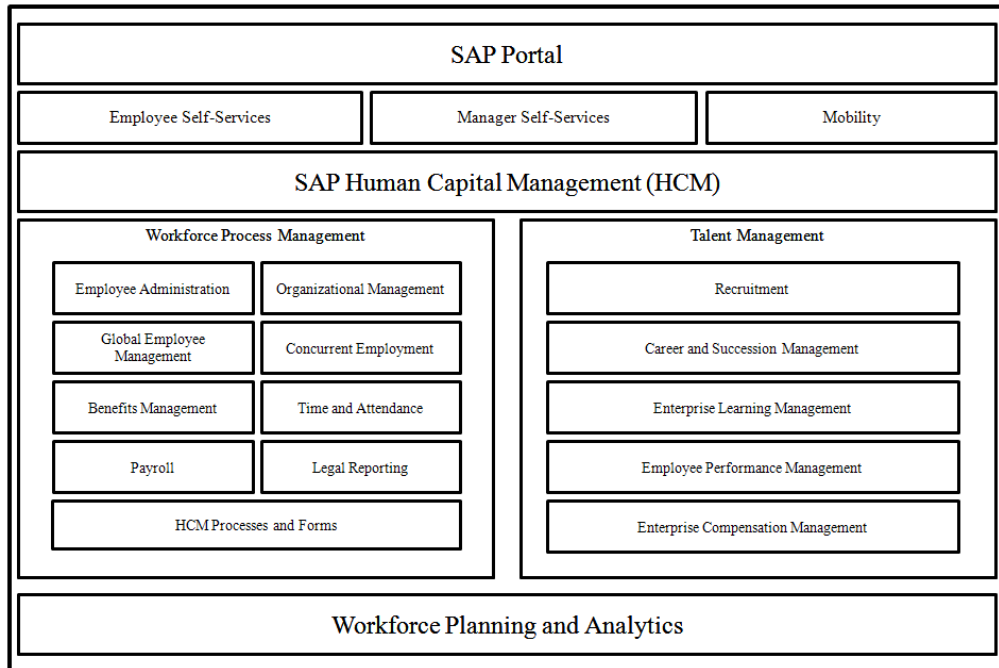 SAP Portal
Employee Self-Services
Manager Self-Services
Mobility
SAP Human Capital Management (HCM)
Workforce Process Management
Employee Administration
Organizational Management
Global Employee
Management
Concurrent Employment
Benefits Management
Time and Attendance
Payroll
Legal Reporting
HCM Processes and Forms
Talent Management
Recruitment
Career and Succession Management
Enterprise Learning Management
Employee Performance Management
Enterprise Compensation Management
Workforce Planning and Analytics